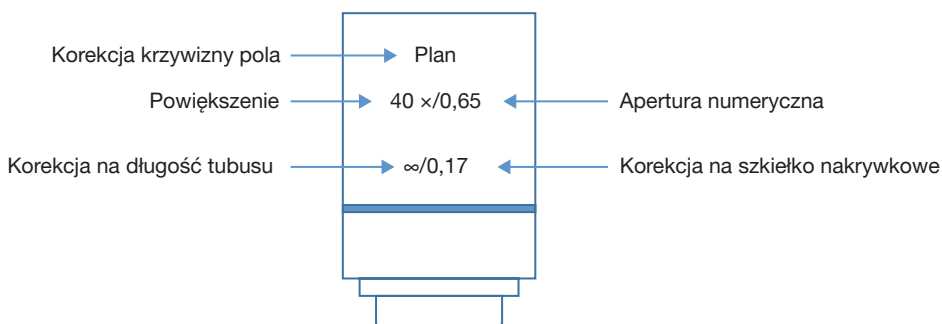 Korekcja krzywizny pola Plan
Powiększenie 40 ×/0,65 Apertura numeryczna
Korekcja na długość tubusu ∞/0,17 Korekcja na szkiełko nakrywkowe